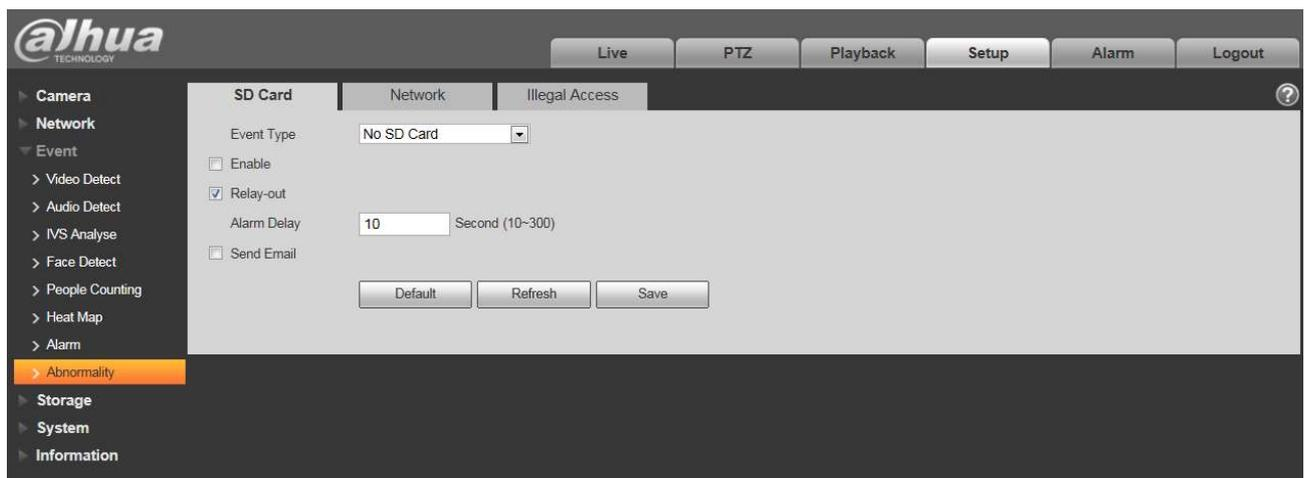 alhua
TECHNOLOGY
Live PTZ Playback Setup Alarm Logout
Camera
Network
Event
Video Detect
Audio Detect
IVS Analyse
Face Detect
People Counting
Heat Map
Alarm
Abnormality
Storage
System
Information
SD Card Network Illegal Access ?
Event Type No SD Card
Enable
Relay-out
Alarm Delay 10 Second (10~300)
Send Email
Default Refresh Save